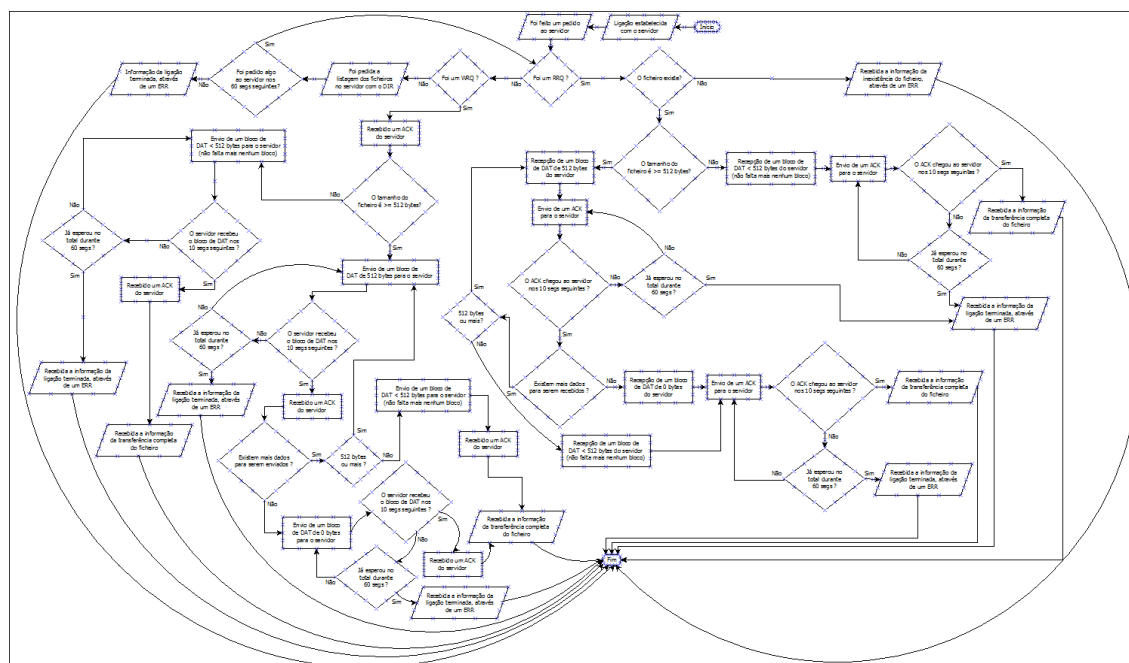 Foi feito um pedido
ao servidor
Ligação estabelecida
com o servidor
Início
Informação da ligação
terminada, através
de um ERR
Não
Foi pedido algo
ao servidor nos
60 segs seguintes?
Sim
Foi pedida a
listagem dos ficheiros
no servidor com o DIR
Não
Foi um WRQ ?
Sim
Não
Foi um RRQ ?
Sim
O ficheiro existe?
Não
Sim
Recebida a informação da
inexistência do ficheiro,
através de um ERR
Recebido um ACK
do servidor
Envio de um bloco de
DAT < 512 bytes para o servidor
(não falta mais nenhum bloco)
O tamanho do
ficheiro é >= 512 bytes?
Não
Sim
Recepção de um bloco
de DAT de 512 bytes
do servidor
Sim
O tamanho do
ficheiro é >= 512 bytes?
Não
Recepção de um bloco de
DAT < 512 bytes do servidor
(não falta mais nenhum bloco)
Envio de um ACK
para o servidor
O ACK chegou ao servidor
nos 10 segs seguintes ?
Sim
Não
Recebida a informação
da transferência completa
do ficheiro
Envio de um ACK
para o servidor
Não
Já esperou no
total durante
60 segs ?
Sim
Não
O servidor recebeu
o bloco de DAT nos
10 segs seguintes ?
Sim
Já esperou no
total durante
60 segs ?
Não
Sim
Envio de um bloco de
DAT de 512 bytes para o servidor
O ACK chegou ao servidor
nos 10 segs seguintes ?
Não
Sim
Já esperou no
total durante
60 segs ?
Não
Sim
Recebido um ACK
do servidor
Recebida a informação da
ligação terminada, através
de um ERR
512 bytes
ou mais?
Sim
Não
Não
Já esperou no
total durante
60 segs ?
Sim
Não
O servidor recebeu
o bloco de DAT nos
10 segs seguintes ?
Sim
Recebida a informação da
ligação terminada, através
de um ERR
Existem mais dados
para serem recebidos ?
Sim
Não
Recepção de um bloco
de DAT de 0 bytes
do servidor
Envio de um ACK
para o servidor
O ACK chegou ao servidor
nos 10 segs seguintes ?
Sim
Não
Recebida a informação
da transferência completa
do ficheiro
Recebida a informação da
ligação terminada, através
de um ERR
Recebido um ACK
do servidor
Envio de um bloco de
DAT < 512 bytes para o servidor
(não falta mais nenhum bloco)
Recebida a informação
da transferência completa
do ficheiro
Existem mais dados
para serem enviados ?
Sim
Não
512 bytes
ou mais ?
Sim
Não
Recebido um ACK
do servidor
Recepção de um bloco de
DAT < 512 bytes do servidor
(não falta mais nenhum bloco)
Não
Já esperou no
total durante
60 segs ?
Sim
Recebida a informação da
ligação terminada, através
de um ERR
Envio de um bloco
de DAT de 0 bytes
para o servidor
O servidor recebeu
o bloco de DAT nos
10 segs seguintes ?
Sim
Não
Recebida a informação
da transferência completa
do ficheiro
Recebido um ACK
do servidor
Não
Já esperou no
total durante
60 segs ?
Sim
Fim
Recebida a informação da
ligação terminada, através
de um ERR